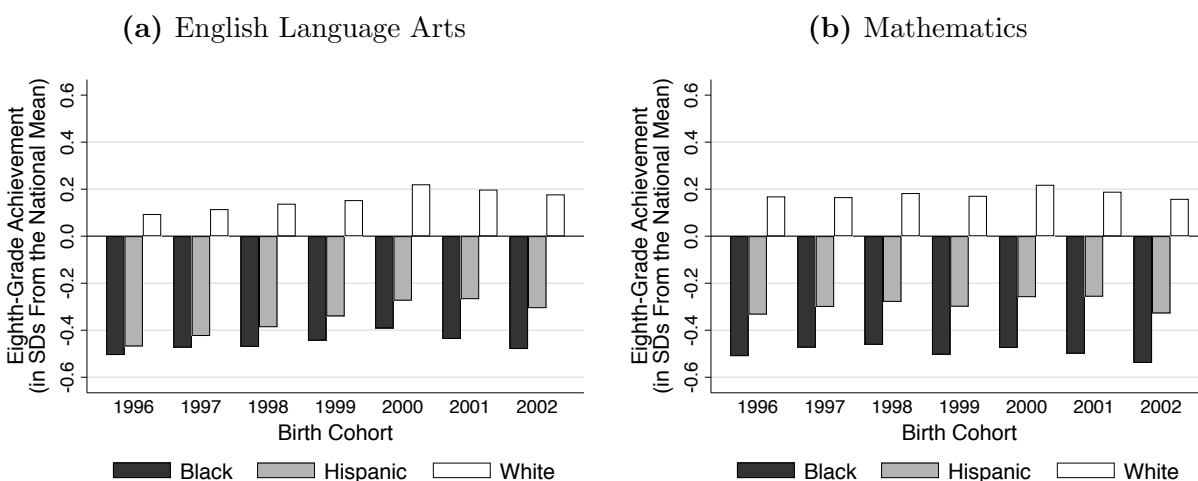 (a) English Language Arts
Eighth-Grade Achievement
(in SDs From the National Mean)
0.6
0.4
0.2
0.0
-0.2
-0.4
-0.6
1996 1997 1998 1999 2000 2001 2002
Birth Cohort
Black Hispanic White
(b) Mathematics
Eighth-Grade Achievement
(in SDs From the National Mean)
0.6
0.4
0.2
0.0
-0.2
-0.4
-0.6
1996 1997 1998 1999 2000 2001 2002
Birth Cohort
Black Hispanic White